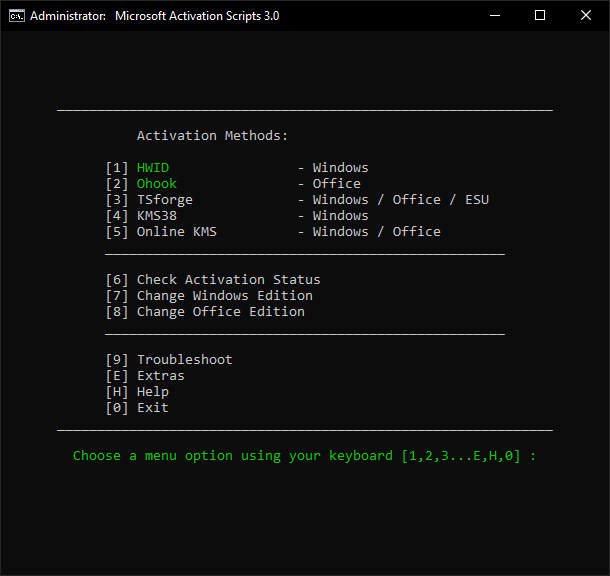 Administrator: Microsoft Activation Scripts 3.0
Activation Methods:
[1] HWID - Windows
[2] Ohook - Office
[3] TSforge - Windows / Office / ESU
[4] KMS38 - Windows
[5] Online KMS - Windows / Office
[6] Check Activation Status
[7] Change Windows Edition
[8] Change Office Edition
[9] Troubleshoot
[E] Extras
[H] Help
[0] Exit
Choose a menu option using your keyboard [1,2,3...E,H,0] :